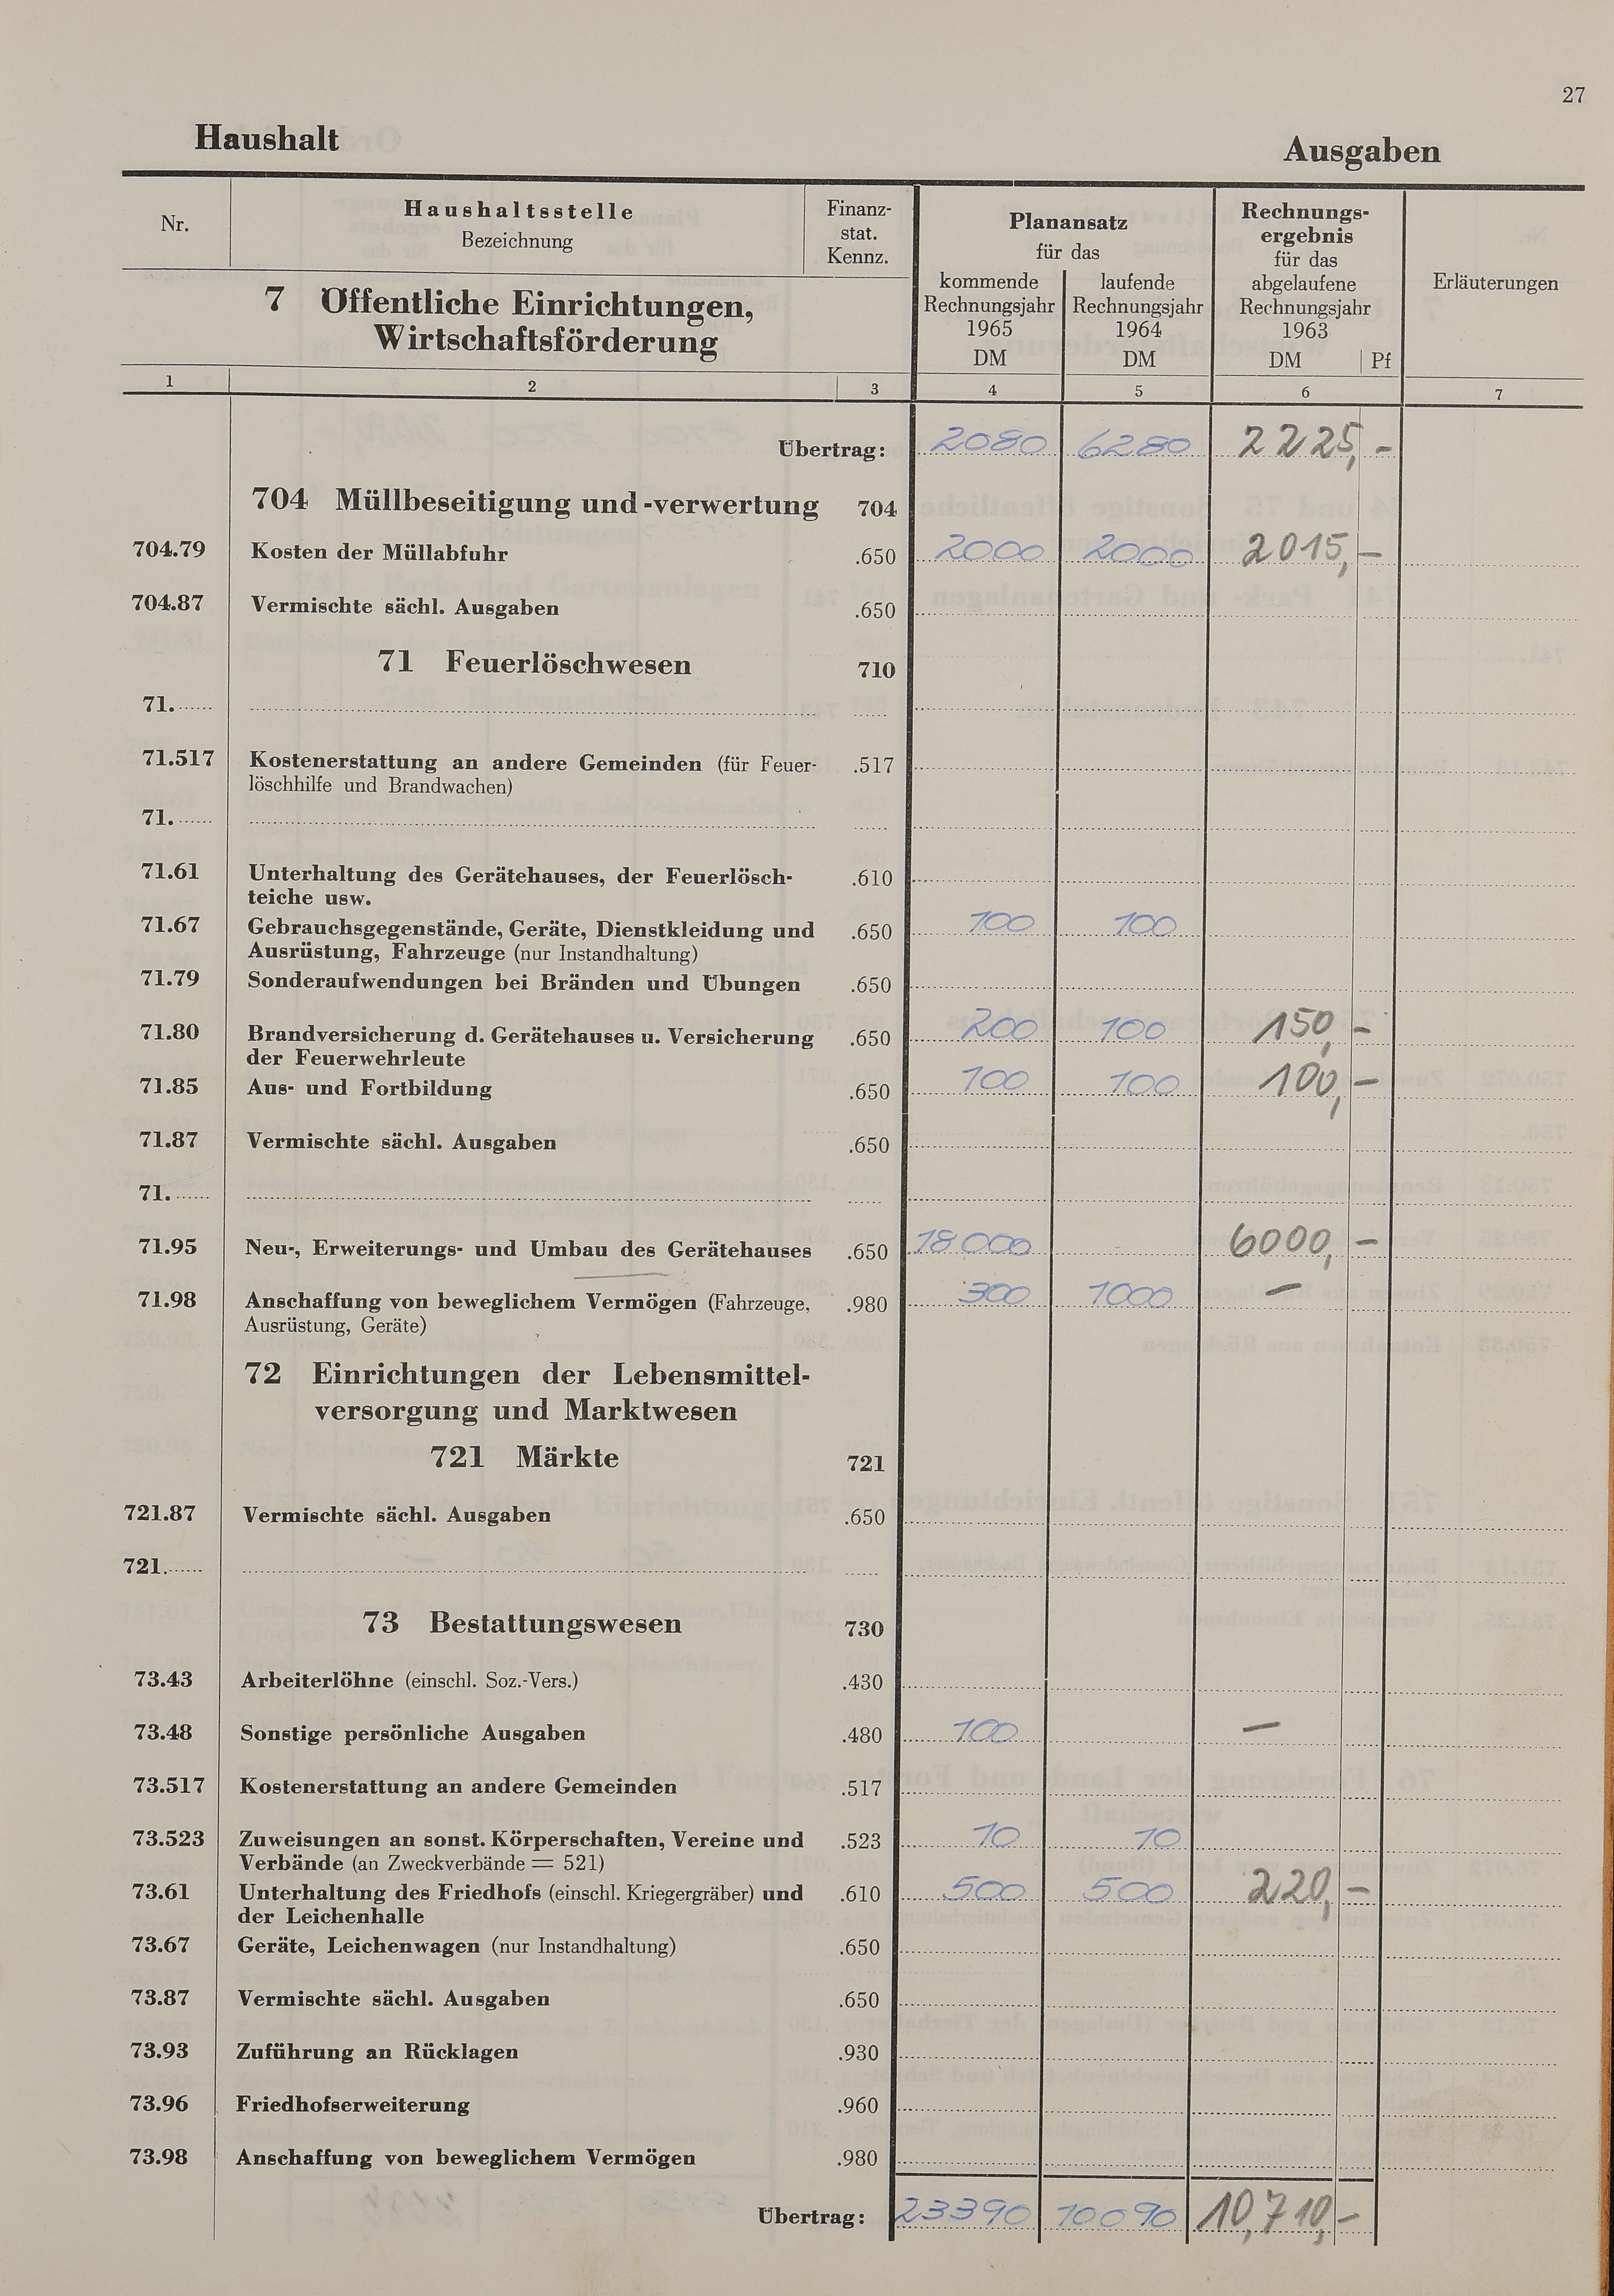 27
Haushalt
Ausgaben
Nr.
Haushaltsstelle
Bezeichnung
Finanz-
stat.
Kennz.
Planansatz
für das
Rechnungs-
ergebnis
für das
abgelaufene
Rechnungsjahr
1963
DM | Pf
Erläuterungen
kommende
Rechnungsjahr
1965
DM
laufende
Rechnungsjahr
1964
DM
7 Öffentliche Einrichtungen,
Wirtschaftsförderung
1 2 3 4 5 6 7
Übertrag: 2080 6280 2225,-
704 Müllbeseitigung und -verwertung 704
704.79 Kosten der Müllabfuhr .650 2000 2000 2015,-
704.87 Vermischte sächl. Ausgaben .650
71 Feuerlöschwesen 710
71.
71.517 Kostenerstattung an andere Gemeinden (für Feuer- .517
löschhilfe und Brandwachen)
71.
71.61 Unterhaltung des Gerätehauses, der Feuerlösch- .610
teiche usw.
71.67 Gebrauchsgegenstände, Geräte, Dienstkleidung und .650 100 100
Ausrüstung, Fahrzeuge (nur Instandhaltung)
71.79 Sonderaufwendungen bei Bränden und Übungen .650
71.80 Brandversicherung d. Gerätehauses u. Versicherung .650 200 100 150,-
der Feuerwehrleute
71.85 Aus- und Fortbildung .650 100 100 100,-
71.87 Vermischte sächl. Ausgaben .650
71.
71.95 Neu-, Erweiterungs- und Umbau des Gerätehauses .650 18000 6000,-
71.98 Anschaffung von beweglichem Vermögen (Fahrzeuge, .980 300 1000 —
Ausrüstung, Geräte)
72 Einrichtungen der Lebensmittel-
versorgung und Marktwesen
721 Märkte 721
721.87 Vermischte sächl. Ausgaben .650
721.
73 Bestattungswesen 730
73.43 Arbeiterlöhne (einschl. Soz.-Vers.) .430
73.48 Sonstige persönliche Ausgaben .480 100 —
73.517 Kostenerstattung an andere Gemeinden .517
73.523 Zuweisungen an sonst. Körperschaften, Vereine und .523 10 10
Verbände (an Zweckverbände = 521)
73.61 Unterhaltung des Friedhofs (einschl. Kriegergräber) und .610 500 500 220,-
der Leichenhalle
73.67 Geräte, Leichenwagen (nur Instandhaltung) .650
73.87 Vermischte sächl. Ausgaben .650
73.93 Zuführung an Rücklagen .930
73.96 Friedhofserweiterung .960
73.98 Anschaffung von beweglichem Vermögen .980
Übertrag: 23390 10090 10,710,-